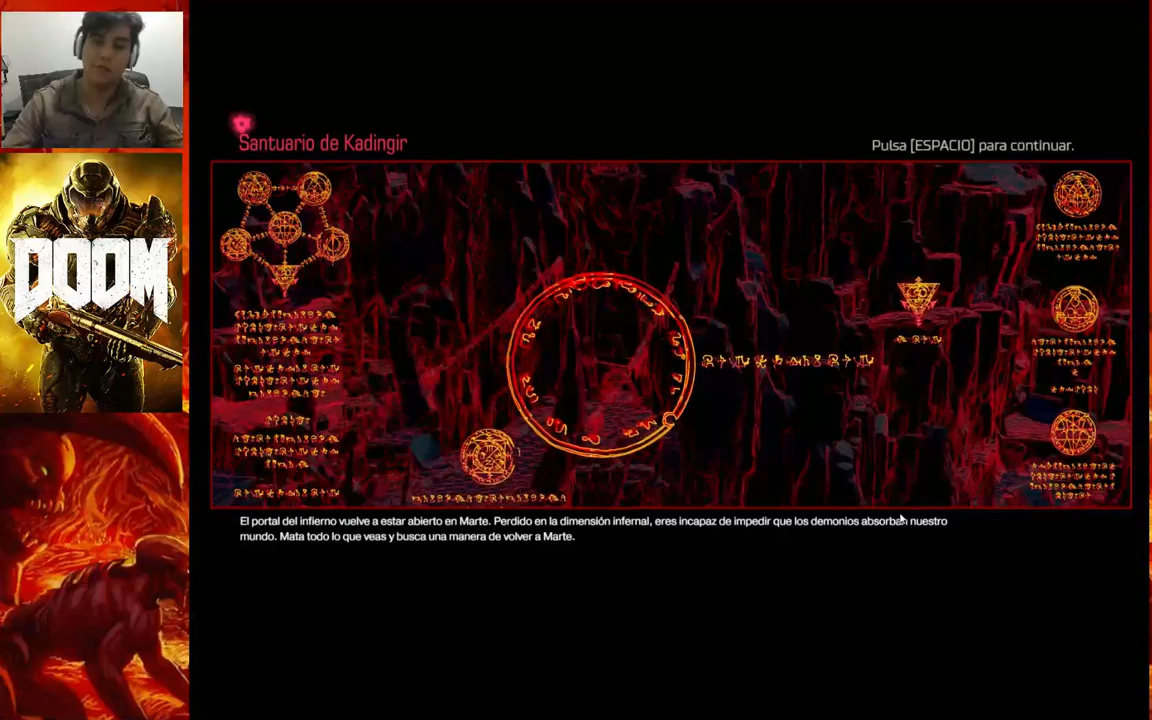 DOOM
Santuario de Kadingir
Pulsa [ESPACIO] para continuar.
El portal del infierno vuelve a estar abierto en Marte. Perdido en la dimensión infernal, eres incapaz de impedir que los demonios absorban nuestro
mundo. Mata todo lo que veas y busca una manera de volver a Marte.